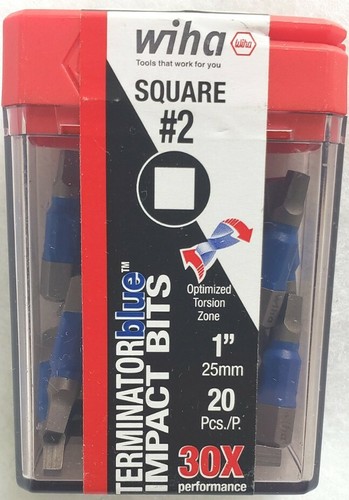 wiha
wiha
Tools that work for you
SQUARE
#2
TERMINATORblue™
IMPACT BITS
Optimized
Torsion
Zone
1”
25mm
20
Pcs./P.
30X
performance